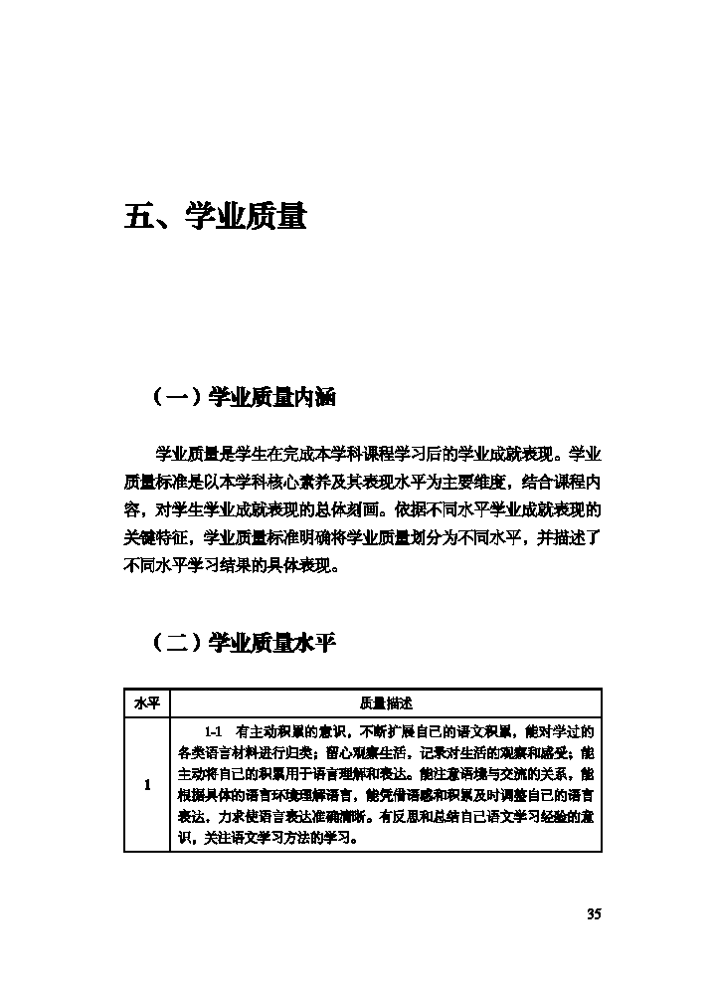 五、学业质量
（一）学业质量内涵
学业质量是学生在完成本学科课程学习后的学业成就表现。学业
质量标准是以本学科核心素养及其表现水平为主要维度，结合课程内
容，对学生学业成就表现的总体刻画。依据不同水平学业成就表现的
关键特征，学业质量标准明确将学业质量划分为不同水平，并描述了
不同水平学习结果的具体表现。
（二）学业质量水平
水平 质量描述
1-1 有主动积累的意识，不断扩展自己的语文积累，能对学过的
各类语言材料进行归类；留心观察生活，记录对生活的观察和感受；能
主动将自己的积累用于语言理解和表达。能注意语境与交流的关系，能
1
根据具体的语言环境理解语言，能凭借语感和积累及时调整自己的语言
表达，力求使语言表达准确清晰。有反思和总结自己语文学习经验的意
识，关注语文学习方法的学习。
35